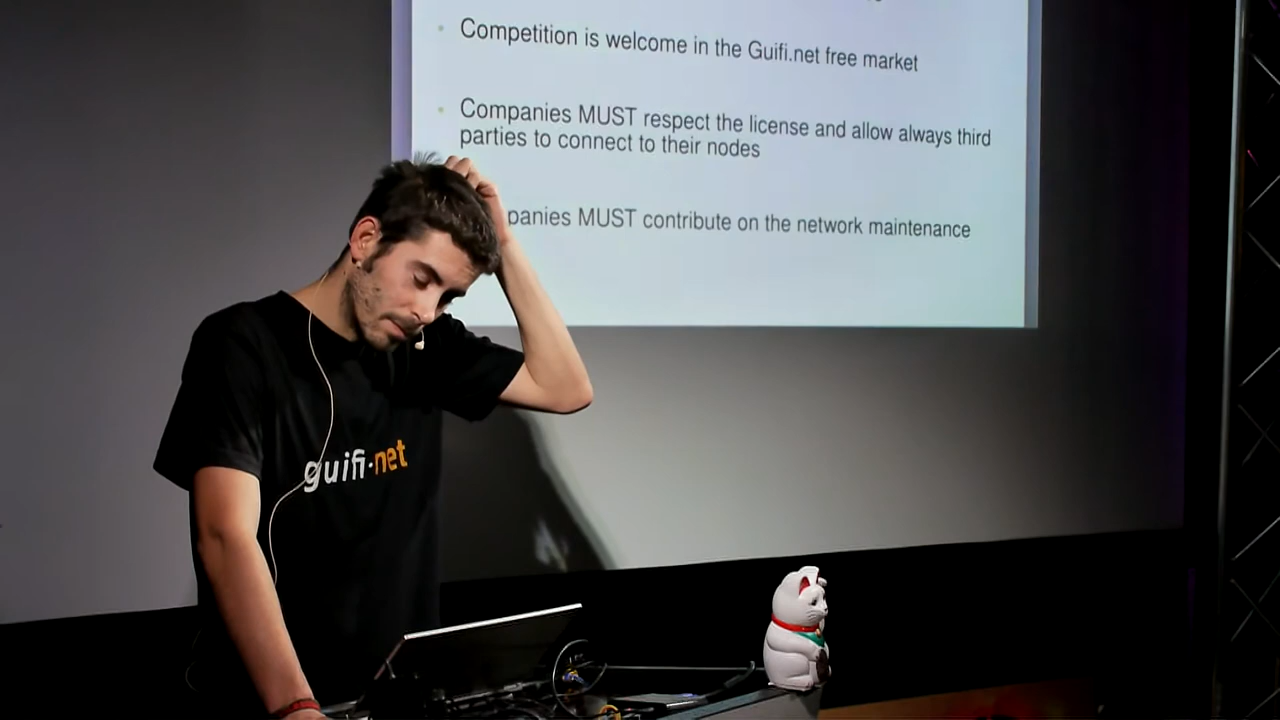 Competition is welcome in the Guifi.net free market
Companies MUST respect the license and allow always third
parties to connect to their nodes
panies MUST contribute on the network maintenance
guifi·net